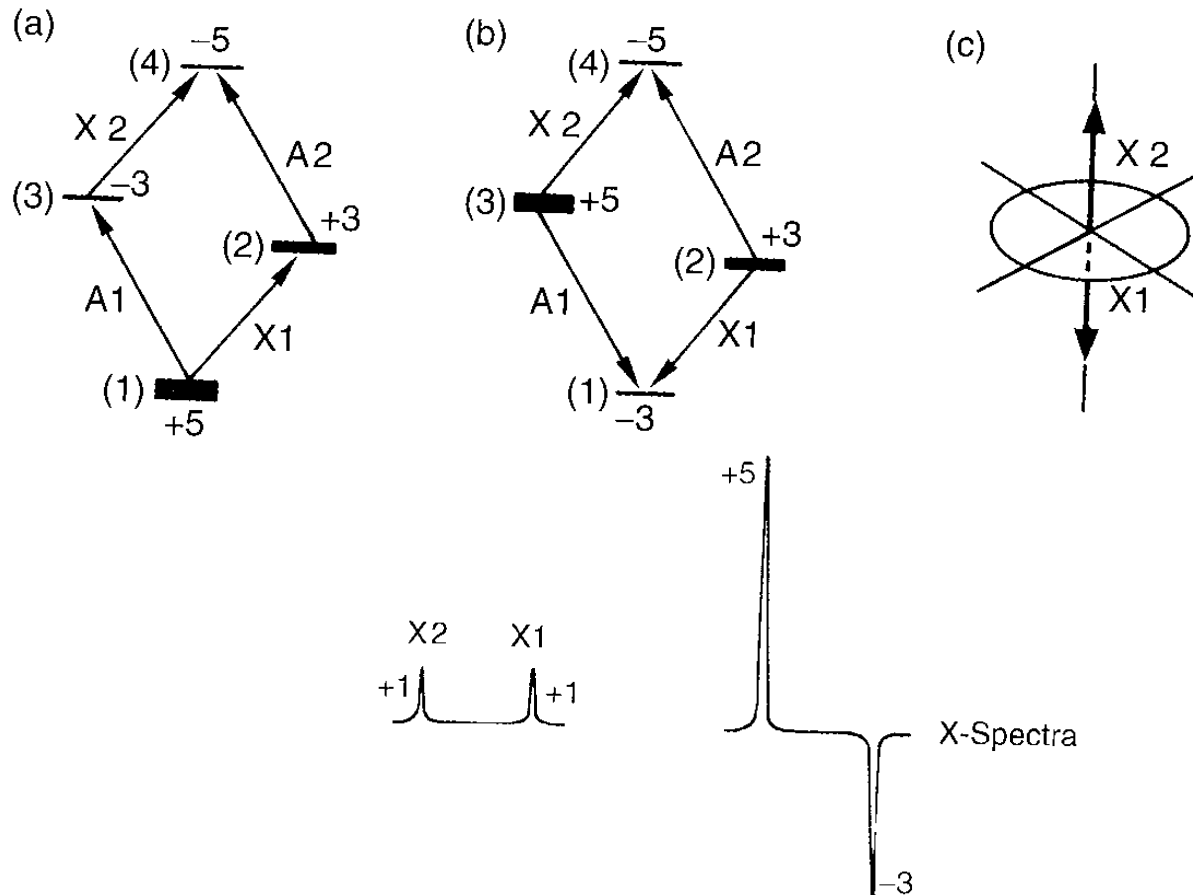 (a)
−5
(4)
X 2
A2
(3)
−3
+3
(2)
A1
X1
(1)
+5
(b)
−5
(4)
X 2
A2
(3)
+5
+3
(2)
A1
X1
(1)
−3
(c)
X 2
X1
X2
X1
+1
+1
+5
X-Spectra
−3